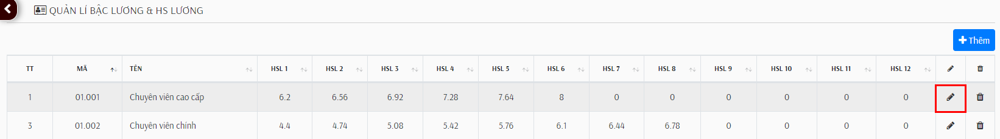 QUẢN LÍ BẬC LƯƠNG & HS LƯƠNG
Thêm
TT MÃ TÊN HSL 1 HSL 2 HSL 3 HSL 4 HSL 5 HSL 6 HSL 7 HSL 8 HSL 9 HSL 10 HSL 11 HSL 12
1 01.001 Chuyên viên cao cấp 6.2 6.56 6.92 7.28 7.64 8 0 0 0 0 0 0
3 01.002 Chuyên viên chính 4.4 4.74 5.08 5.42 5.76 6.1 6.44 6.78 0 0 0 0